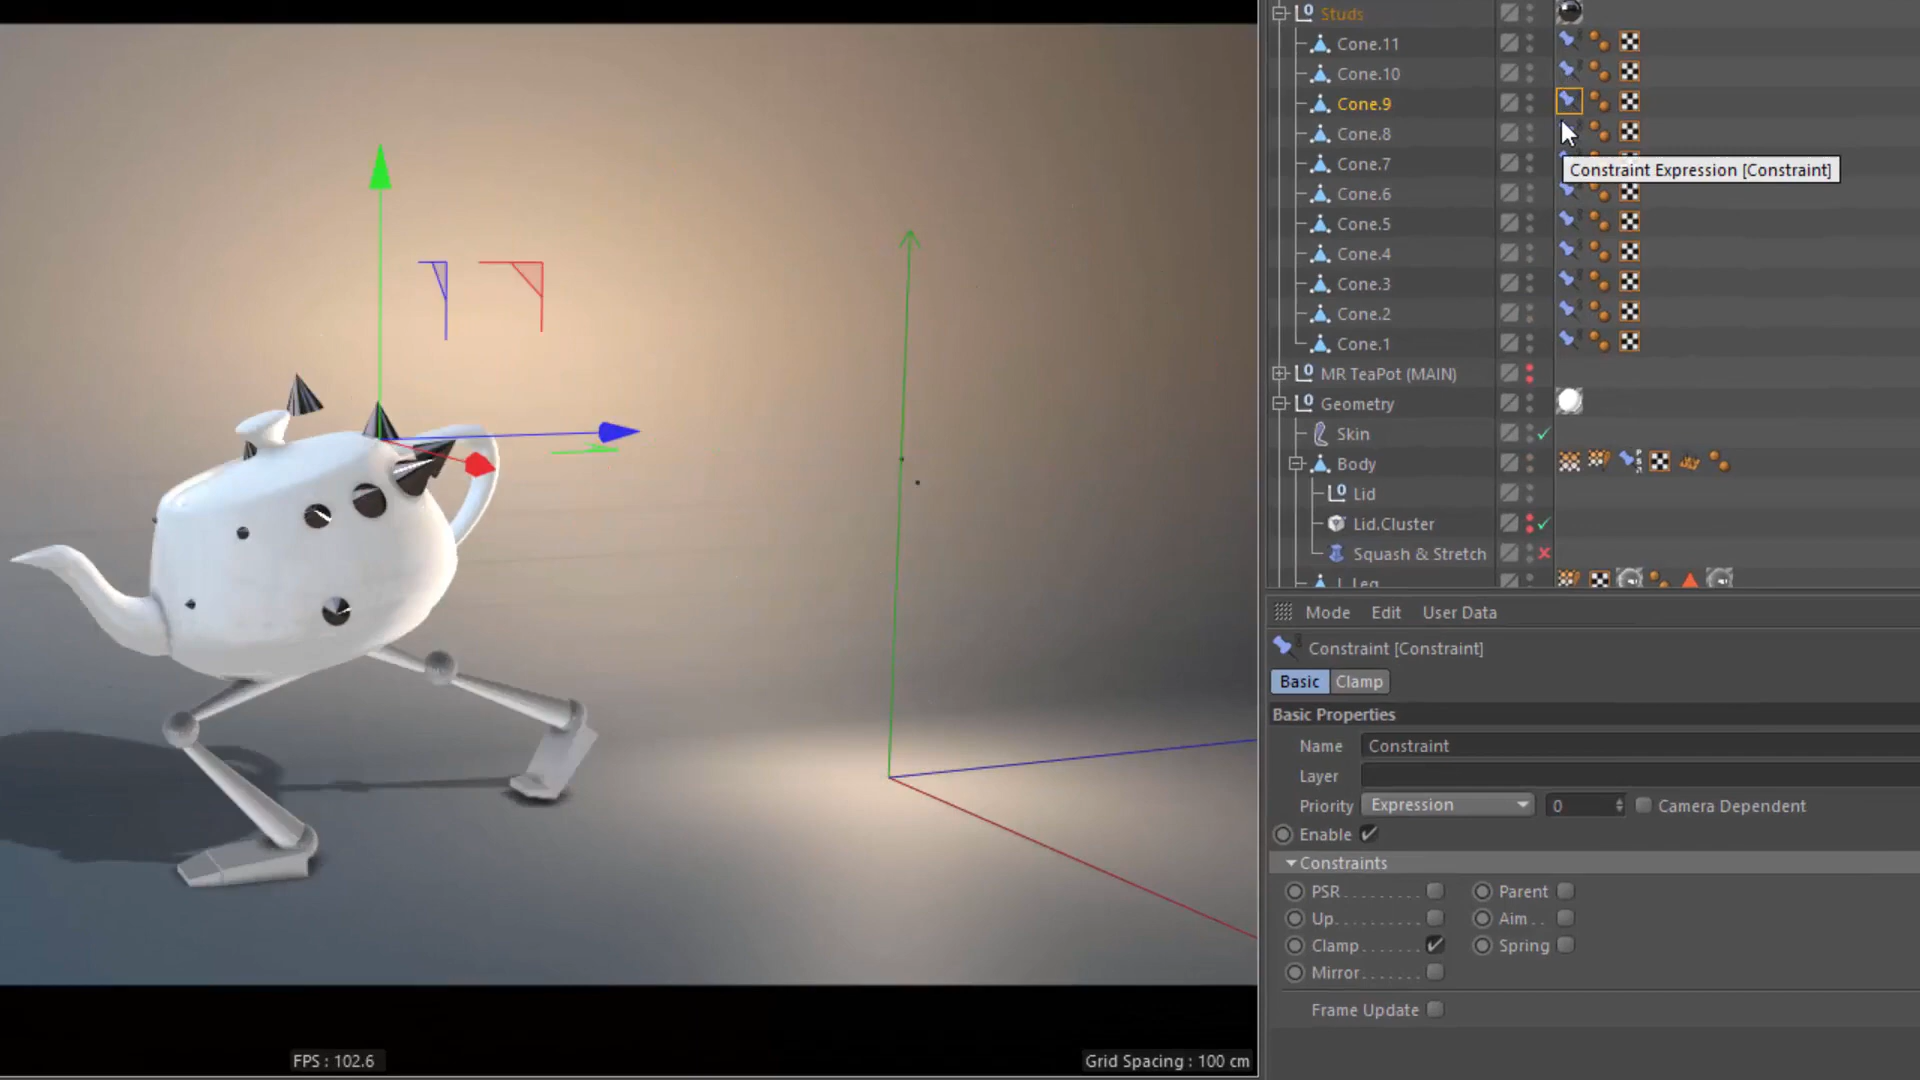 Studs
Cone.11
Cone.10
Cone.9
Cone.8
Cone.7
Constraint Expression [Constraint]
Cone.6
Cone.5
Cone.4
Cone.3
Cone.2
Cone.1
MR TeaPot (MAIN)
Geometry
Skin
Body
Lid
Lid.Cluster
Squash & Stretch
L Leg
Mode Edit User Data
Constraint [Constraint]
Basic Clamp
Basic Properties
Name Constraint
Layer
Priority Expression 0 Camera Dependent
Enable
Constraints
PSR Parent
Up Aim
Clamp Spring
Mirror
Frame Update
FPS : 102.6
Grid Spacing : 100 cm